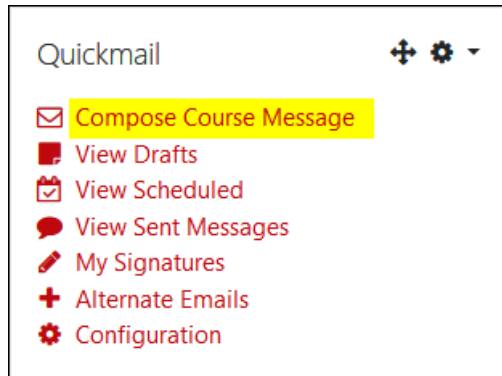 Quickmail
Compose Course Message
View Drafts
View Scheduled
View Sent Messages
My Signatures
Alternate Emails
Configuration